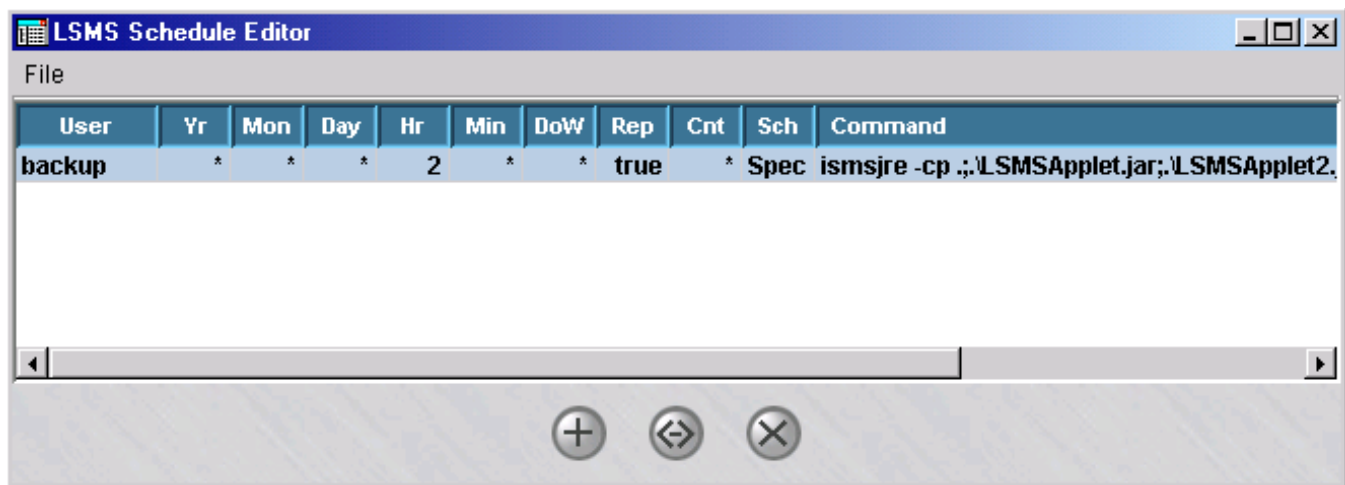 LSMS Schedule Editor
File
User Yr Mon Day Hr Min DoW Rep Cnt Sch Command
backup * * * 2 * * true * Spec ismsjre -cp .;.\LSMSApplet.jar;.\LSMSApplet2.